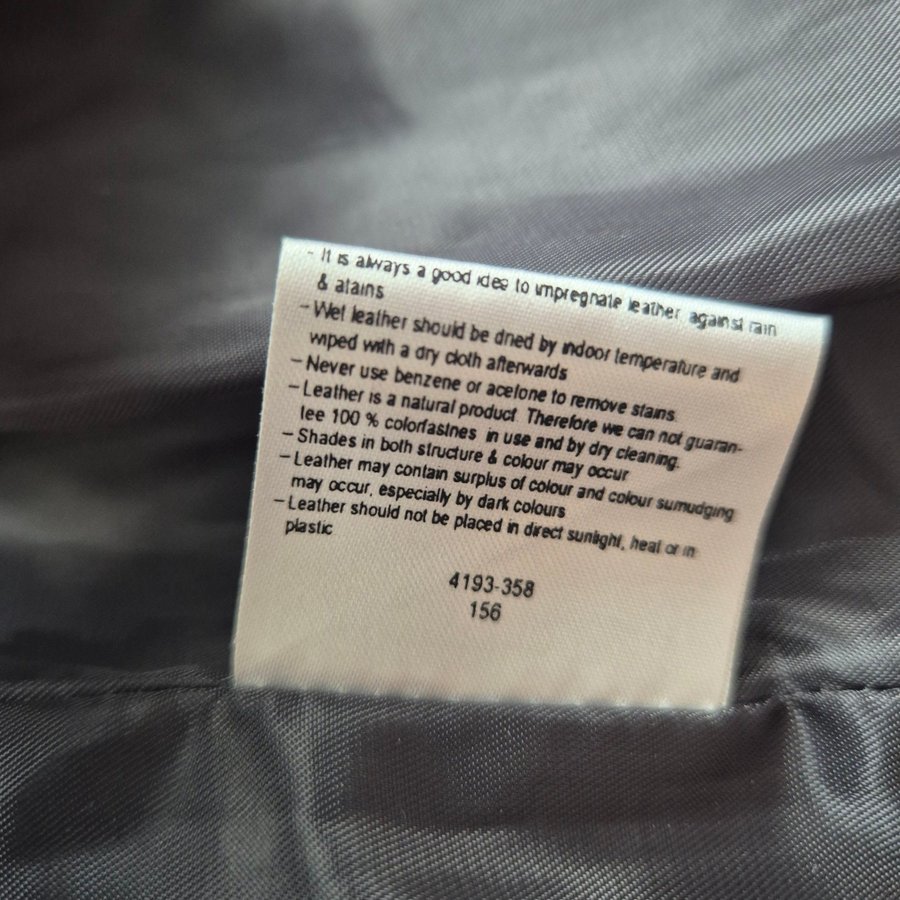 - It is always a good idea to impregnate leather against rain
& atains
- Wet leather should be dried by indoor temperature and
wiped with a dry cloth afterwards
- Never use benzene or acetone to remove stains.
- Leather is a natural product. Therefore we can not guaran-
tee 100 % colorfastnes in use and by dry cleaning.
- Shades in both structure & colour may occur
- Leather may contain surplus of colour and colour sumudging
may occur, especially by dark colours
- Leather should not be placed in direct sunlight, heat or in
plastic
4193-358
156